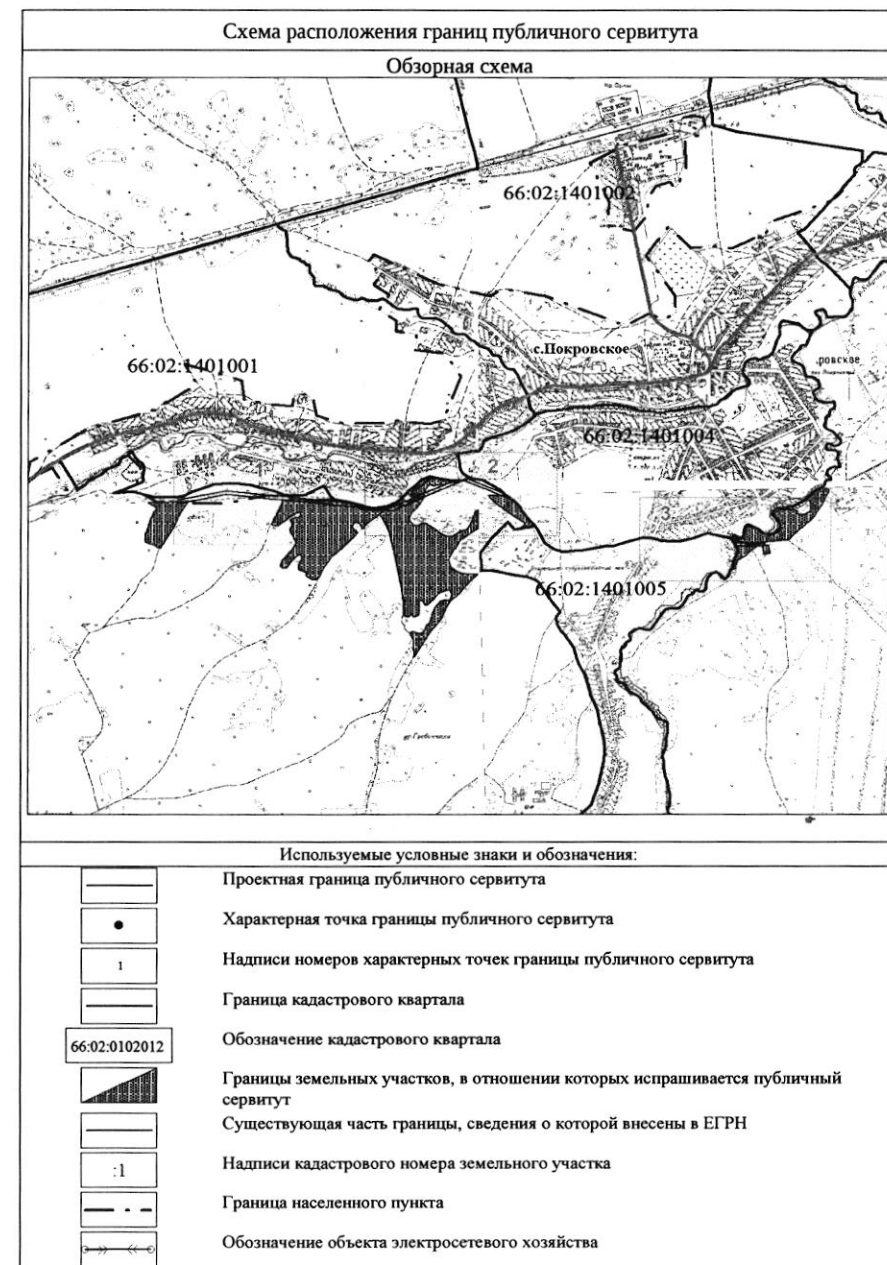 Схема расположения границ публичного сервитута
Обзорная схема
66:02:1401002
с.Покровское
.ровское
66:02:1401001
66:02:1401004
1
2
3
66:02:1401005
Используемые условные знаки и обозначения:
Проектная граница публичного сервитута
Характерная точка границы публичного сервитута
1 Надписи номеров характерных точек границы публичного сервитута
Граница кадастрового квартала
66:02:0102012 Обозначение кадастрового квартала
Границы земельных участков, в отношении которых испрашивается публичный
сервитут
Существующая часть границы, сведения о которой внесены в ЕГРН
:1 Надписи кадастрового номера земельного участка
Граница населенного пункта
Обозначение объекта электросетевого хозяйства